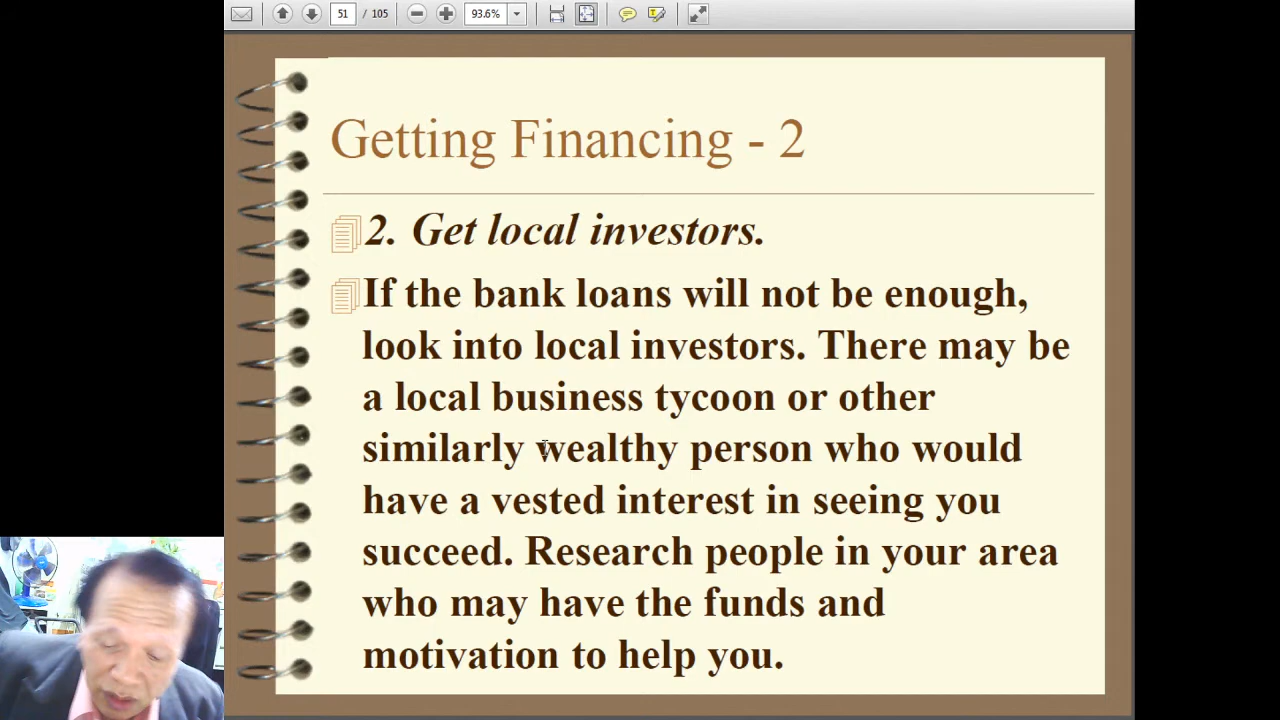 51 / 105 93.6%
Getting Financing - 2
2. Get local investors.
If the bank loans will not be enough,
look into local investors. There may be
a local business tycoon or other
similarly wealthy person who would
have a vested interest in seeing you
succeed. Research people in your area
who may have the funds and
motivation to help you.